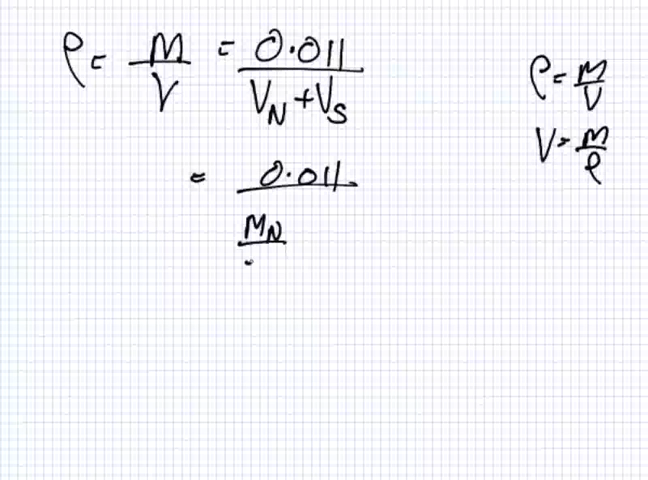 ρ = M/V = 0.011/(V_N + V_S)
= 0.011/(M_N/
ρ = M/V
V = M/ρ